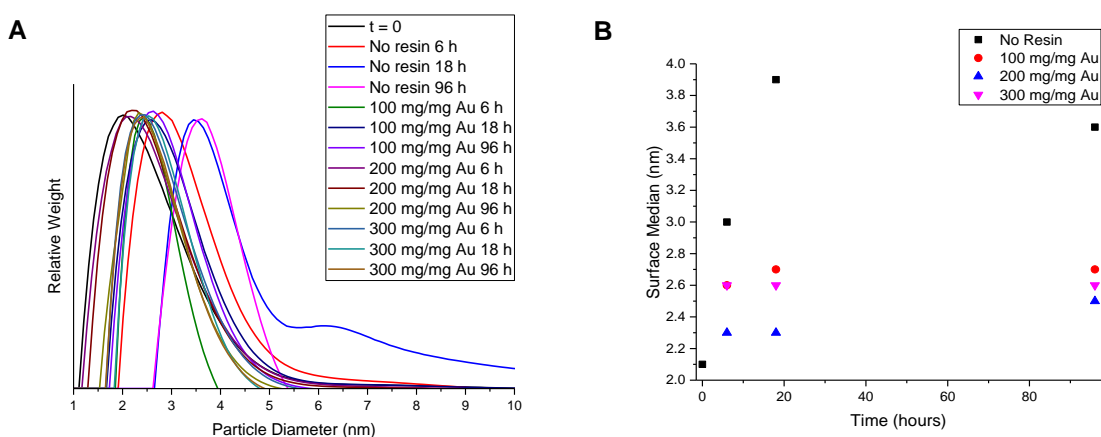 A
t = 0
No resin 6 h
No resin 18 h
No resin 96 h
100 mg/mg Au 6 h
100 mg/mg Au 18 h
100 mg/mg Au 96 h
200 mg/mg Au 6 h
200 mg/mg Au 18 h
200 mg/mg Au 96 h
300 mg/mg Au 6 h
300 mg/mg Au 18 h
300 mg/mg Au 96 h
Relative Weight
1 2 3 4 5 6 7 8 9 10
Particle Diameter (nm)
B
No Resin
100 mg/mg Au
200 mg/mg Au
300 mg/mg Au
4.0
3.8
3.6
3.4
3.2
3.0
2.8
2.6
2.4
2.2
2.0
Surface Median (nm)
0 20 40 60 80
Time (hours)